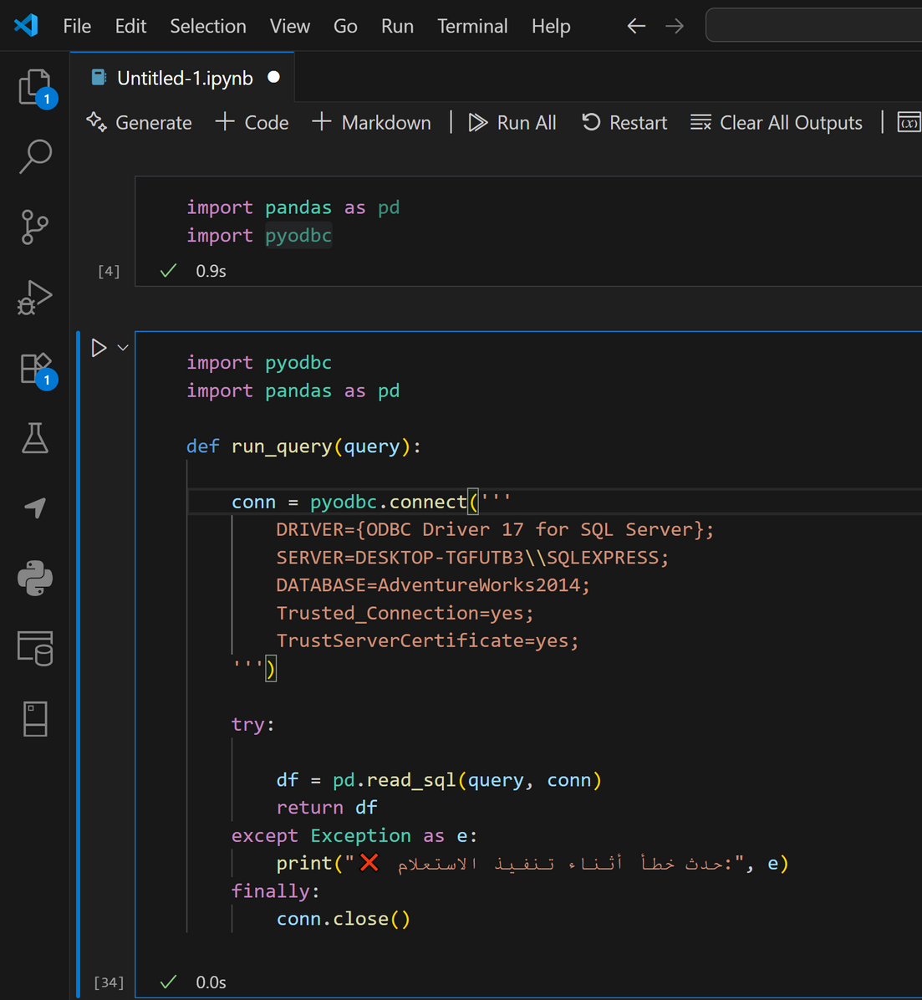 File Edit Selection View Go Run Terminal Help
Untitled-1.ipynb
Generate + Code + Markdown | Run All Restart Clear All Outputs |
import pandas as pd
import pyodbc
[4] ✓ 0.9s
import pyodbc
import pandas as pd
def run_query(query):
conn = pyodbc.connect('''
DRIVER={ODBC Driver 17 for SQL Server};
SERVER=DESKTOP-TGFUTB3\\SQLEXPRESS;
DATABASE=AdventureWorks2014;
Trusted_Connection=yes;
TrustServerCertificate=yes;
''')
try:
df = pd.read_sql(query, conn)
return df
except Exception as e:
print("❌ حدث خطأ أثناء تنفيذ الاستعلام:", e)
finally:
conn.close()
[34] ✓ 0.0s
1
1